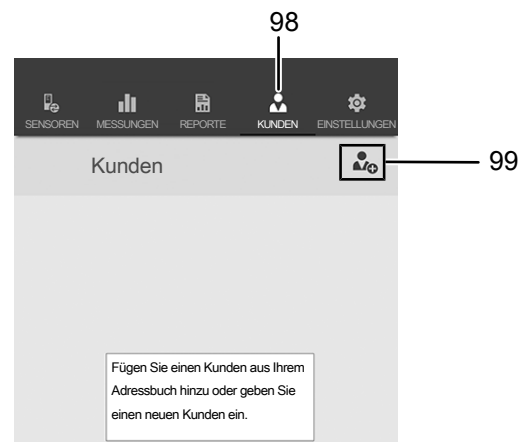 98
SENSOREN MESSUNGEN REPORTE KUNDEN EINSTELLUNGEN
Kunden
99
Fügen Sie einen Kunden aus Ihrem
Adressbuch hinzu oder geben Sie
einen neuen Kunden ein.